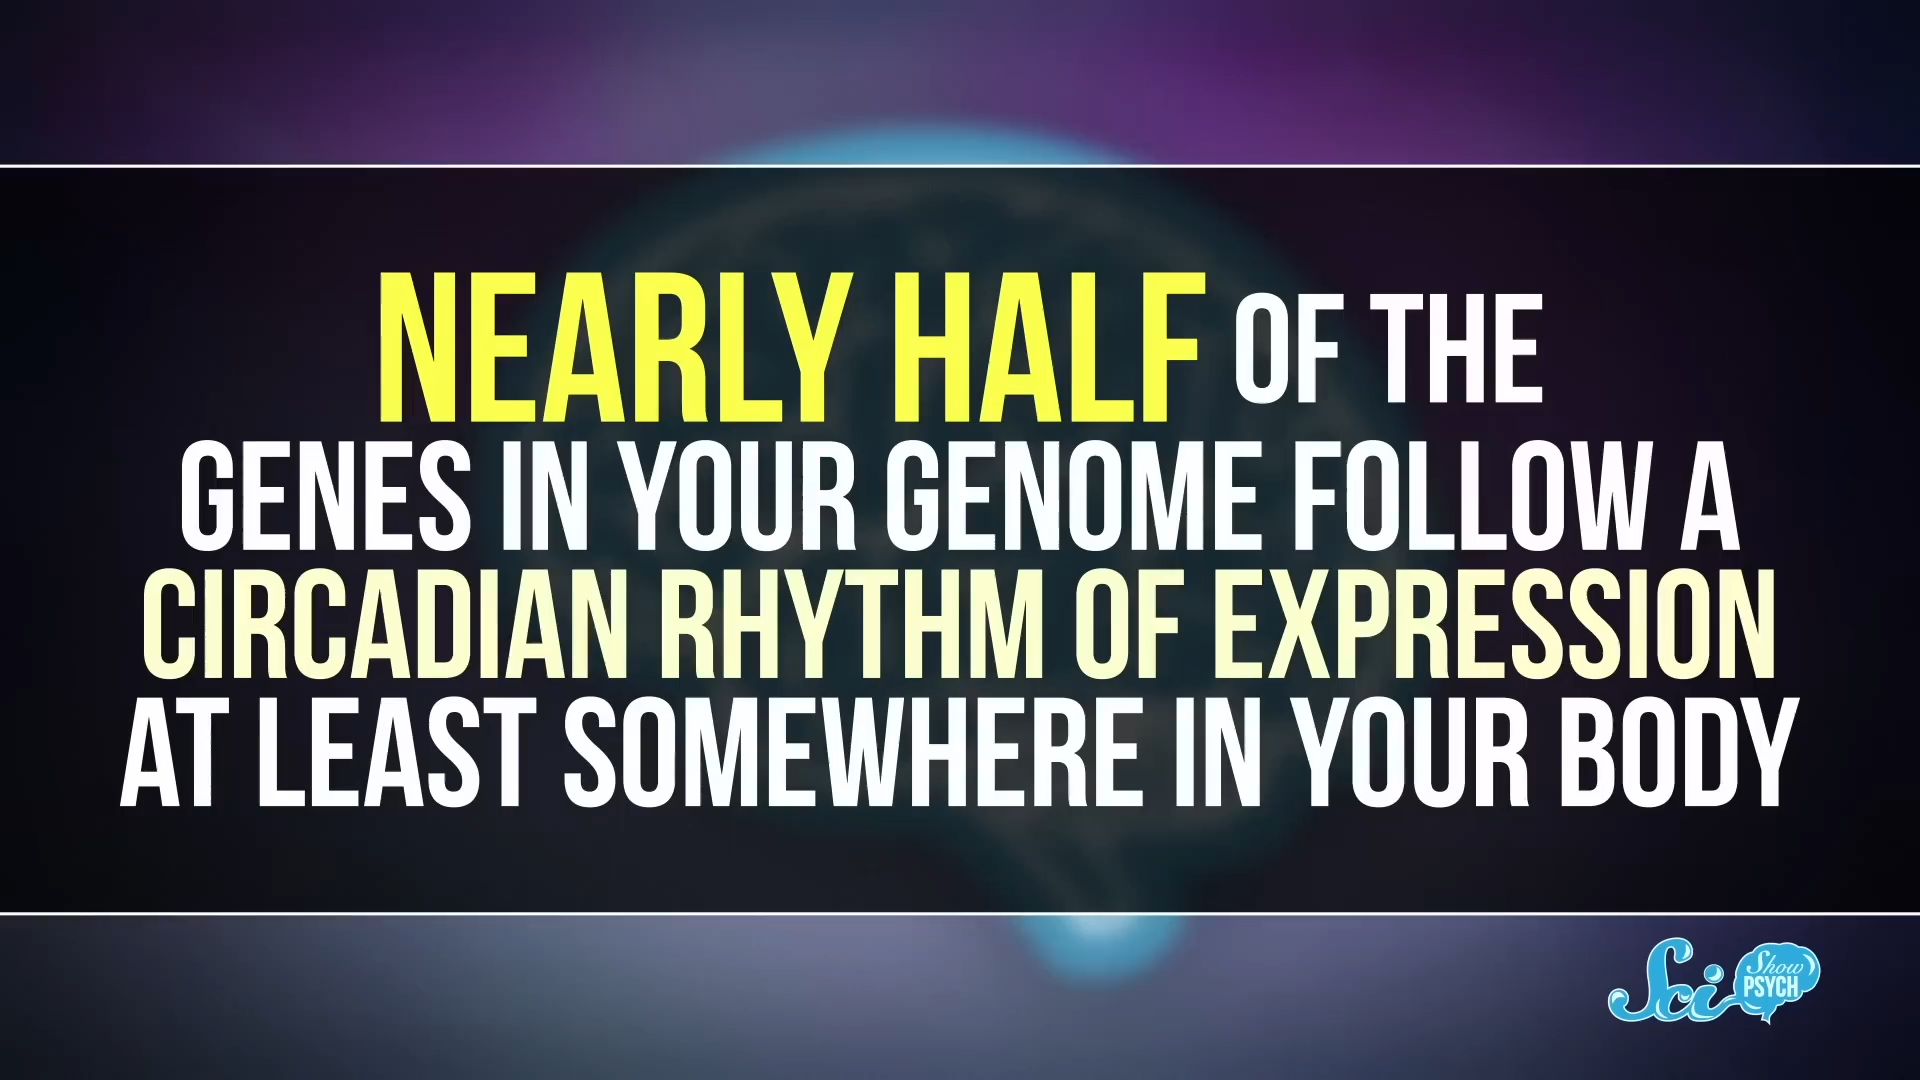 NEARLY HALF OF THE
GENES IN YOUR GENOME FOLLOW A
CIRCADIAN RHYTHM OF EXPRESSION
AT LEAST SOMEWHERE IN YOUR BODY
Sci Show
PSYCH